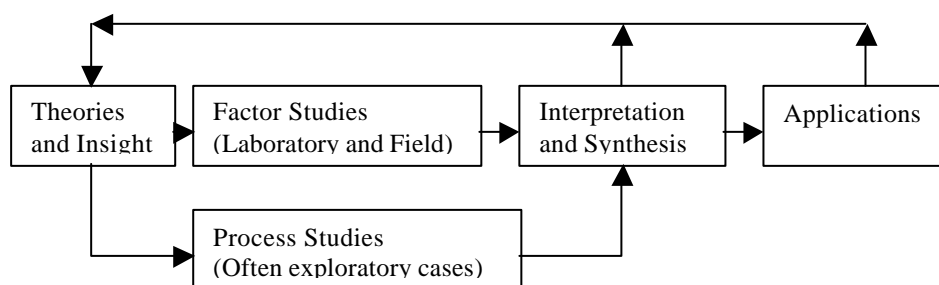 Theories
and Insight
Factor Studies
(Laboratory and Field)
Interpretation
and Synthesis
Applications
Process Studies
(Often exploratory cases)